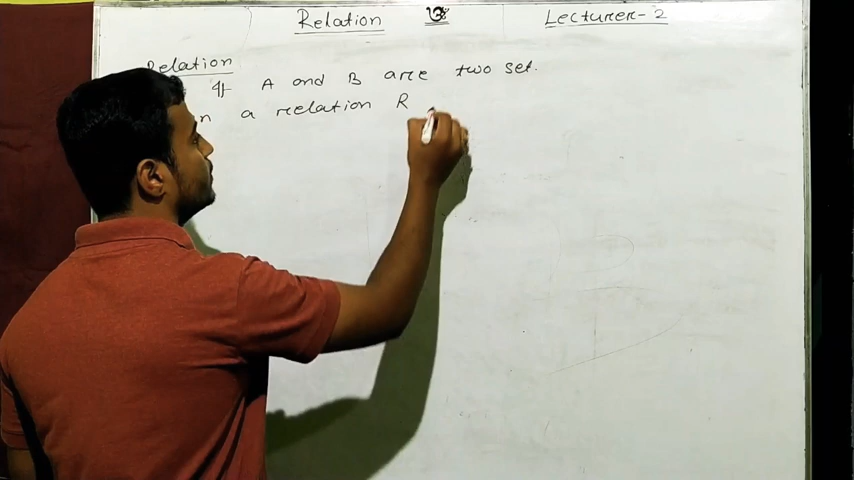 Relation ও Lecturer-2
Relation
If A and B are two set.
a relation R